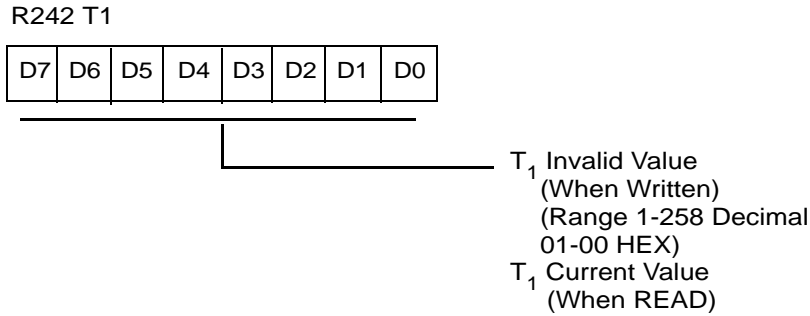 R242 T1
D7 D6 D5 D4 D3 D2 D1 D0
T1 Invalid Value
(When Written)
(Range 1-258 Decimal
01-00 HEX)
T1 Current Value
(When READ)